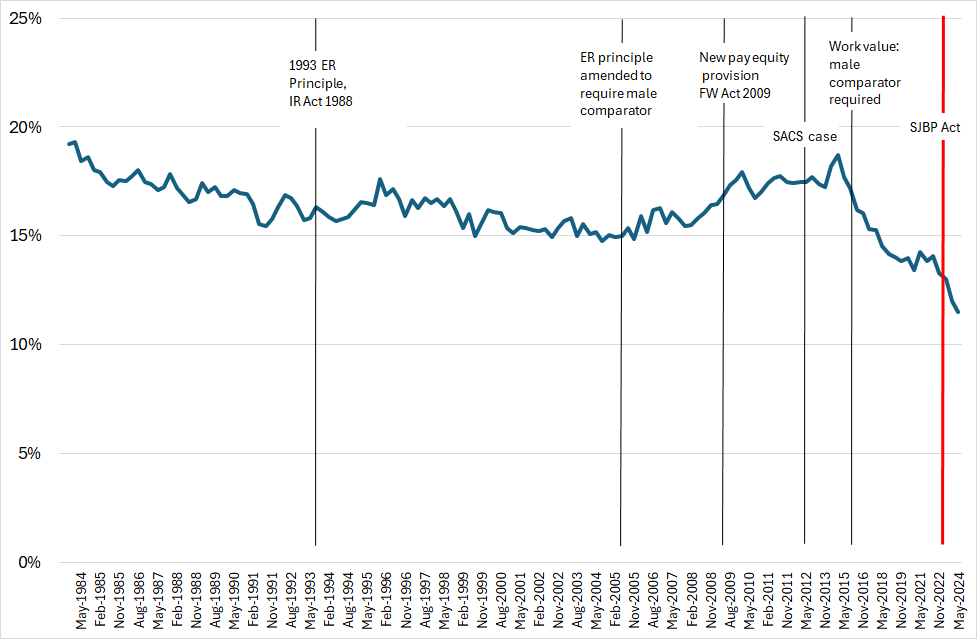 25%
20%
15%
10%
5%
0%
1993 ER
Principle,
IR Act 1988
ER principle
amended to
require male
comparator
New pay equity
provision
FW Act 2009
SACS case
Work value:
male
comparator
required
SJBP Act
May-1984
Feb-1985
Nov-1985
Aug-1986
May-1987
Feb-1988
Nov-1988
Aug-1989
May-1990
Feb-1991
Nov-1991
Aug-1992
May-1993
Feb-1994
Aug-1994
May-1995
Feb-1996
Nov-1996
Aug-1997
May-1998
Feb-1999
Nov-1999
Aug-2000
May-2001
Feb-2002
Nov-2002
Aug-2003
May-2004
Feb-2005
Nov-2005
Aug-2006
May-2007
Feb-2008
Nov-2008
Aug-2009
May-2010
Feb-2011
Nov-2011
May-2012
Nov-2013
May-2015
Nov-2016
May-2018
Nov-2019
May-2021
Nov-2022
May-2024